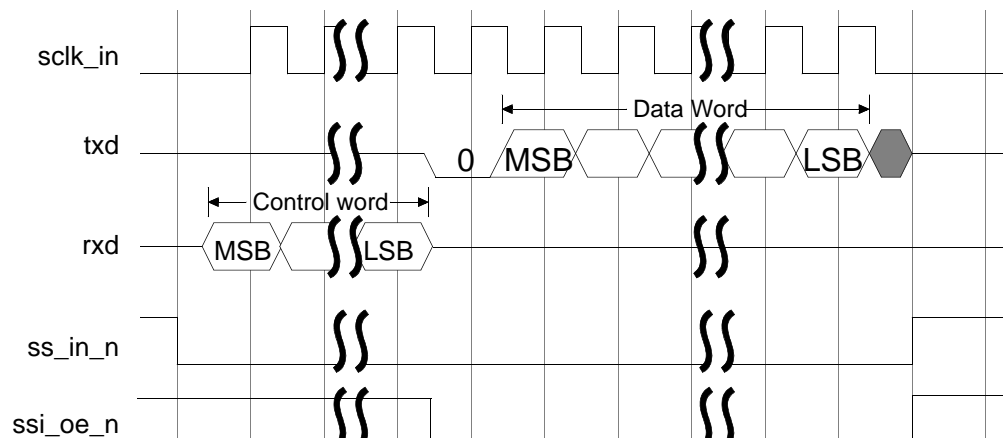 sclk_in
Data Word
txd
0
MSB
LSB
Control word
rxd
MSB
LSB
ss_in_n
ssi_oe_n